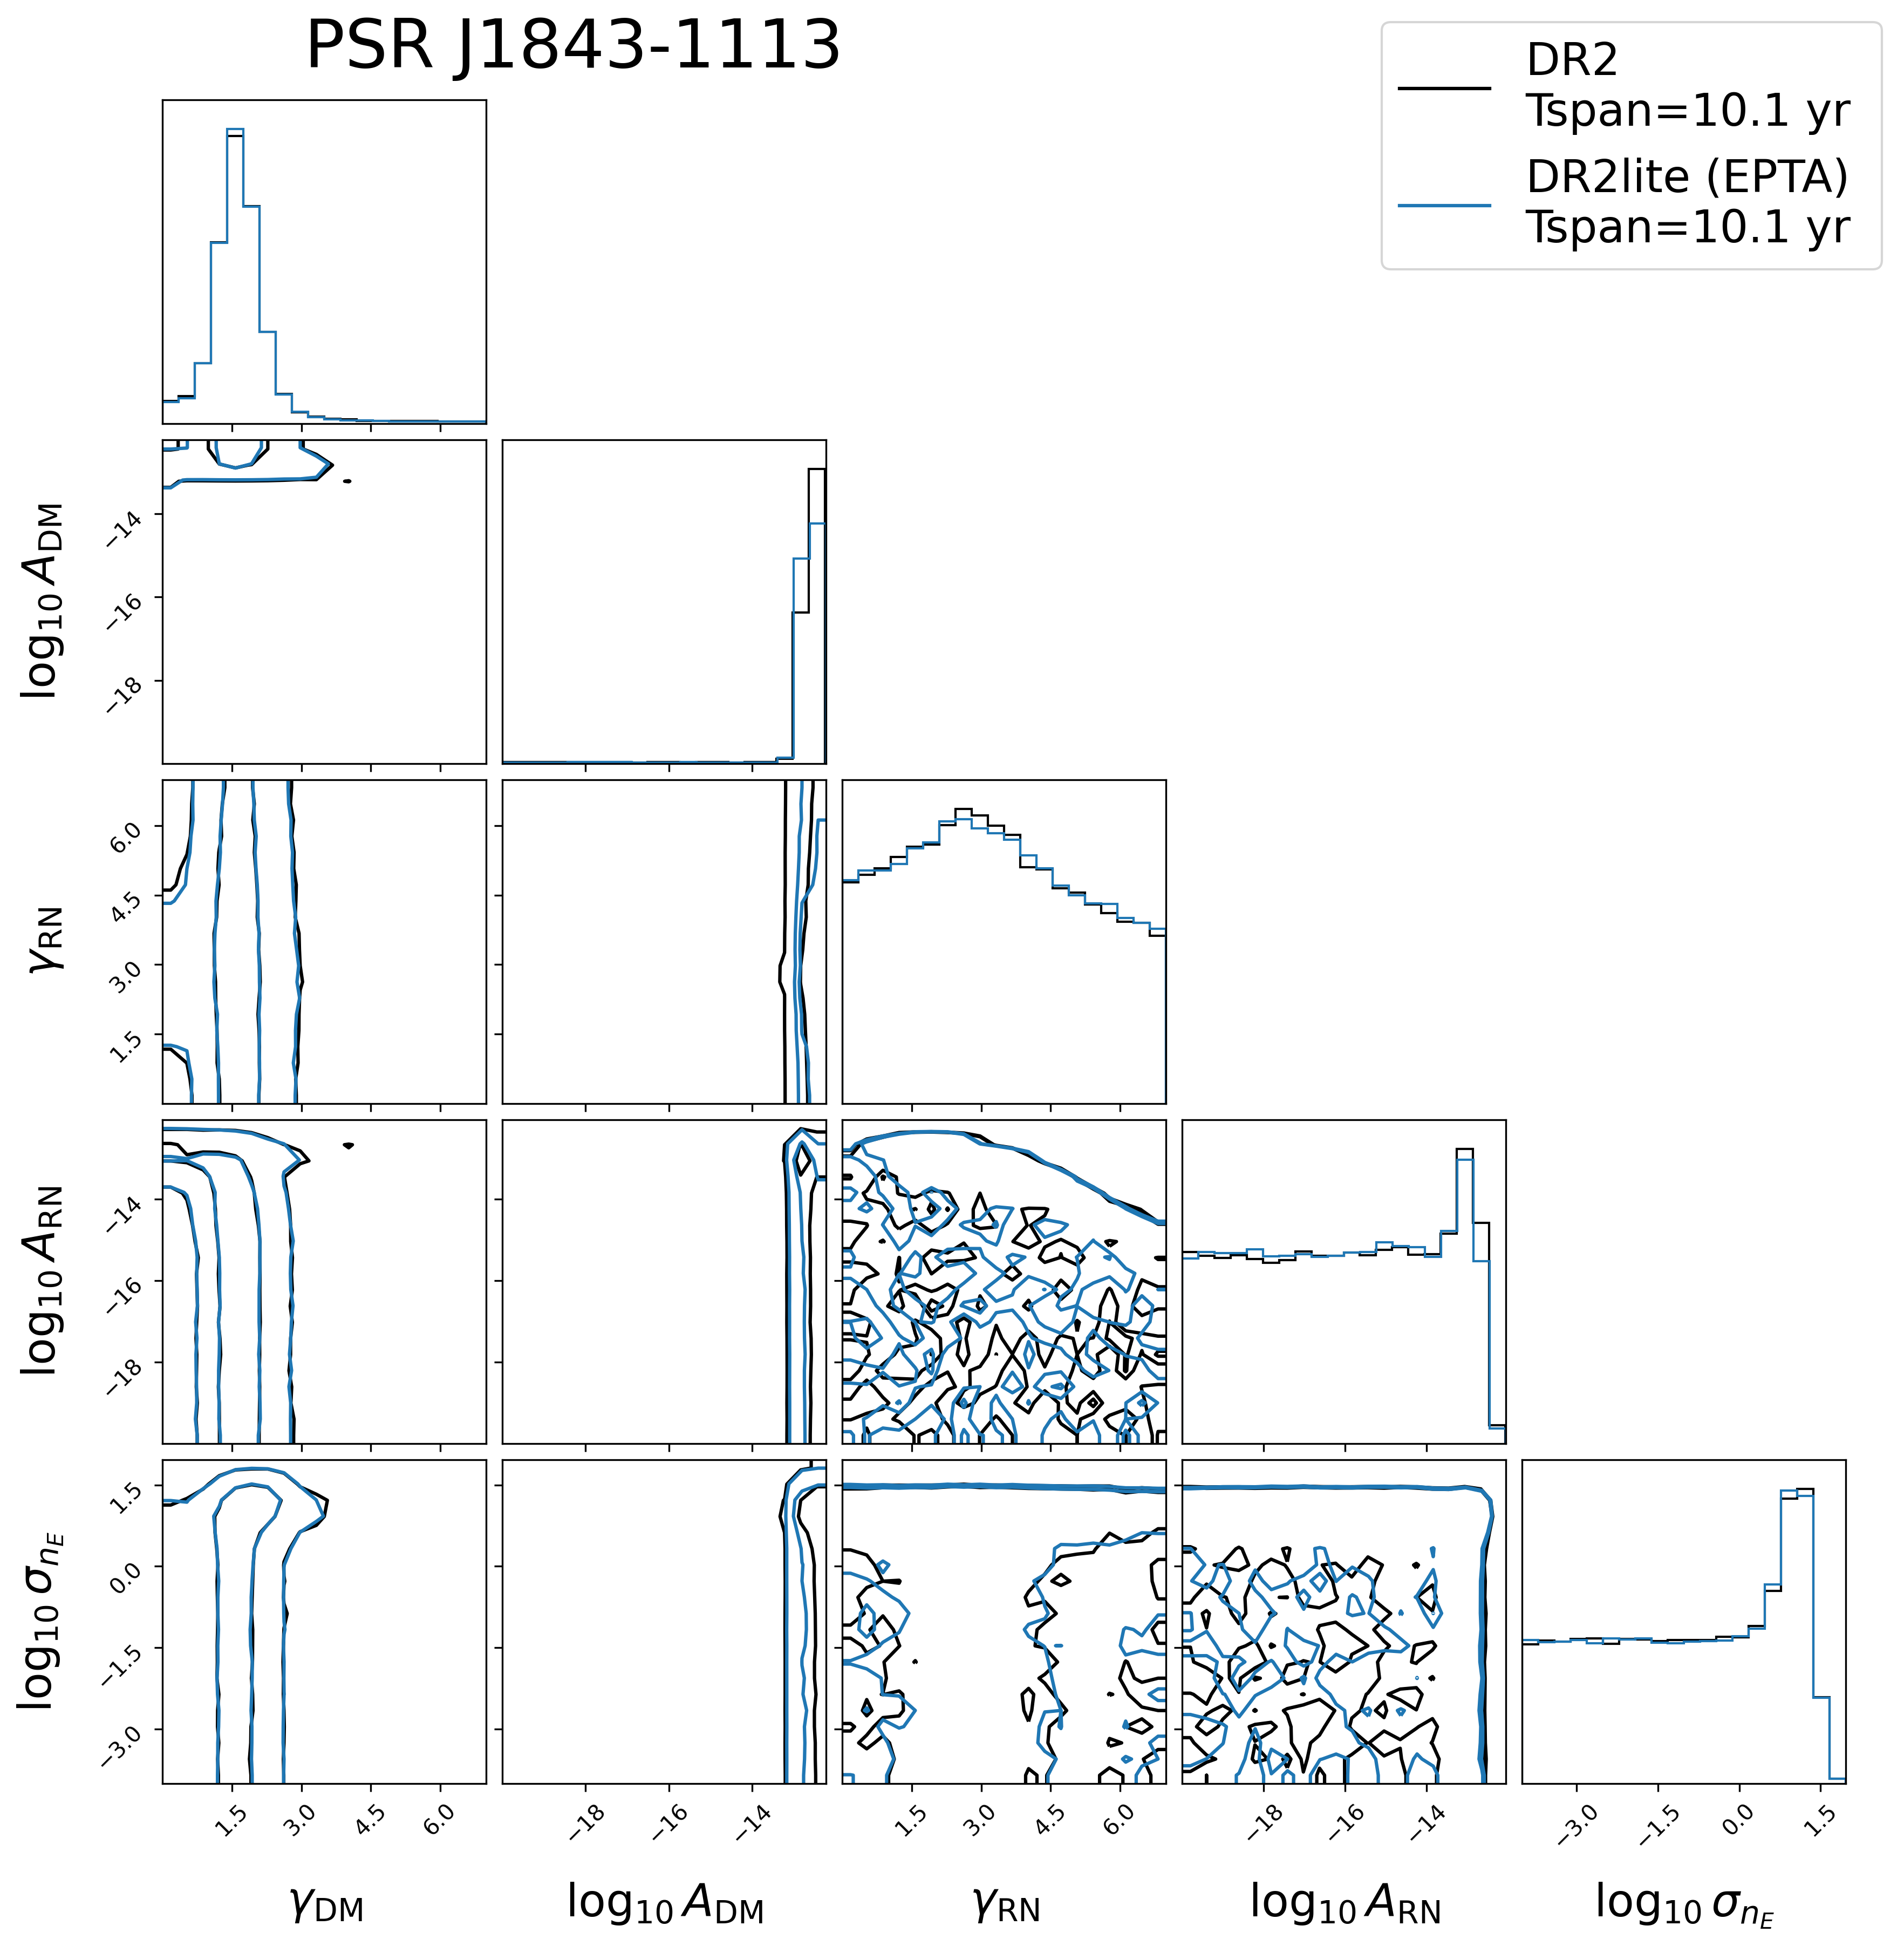 PSR J1843-1113
DR2
Tspan=10.1 yr
DR2lite (EPTA)
Tspan=10.1 yr
log₁₀ A_DM
−14
−16
−18
γ_RN
6.0
4.5
3.0
1.5
log₁₀ A_RN
−14
−16
−18
log₁₀ σ_{n_E}
1.5
0.0
−1.5
−3.0
1.5 3.0 4.5 6.0 −18 −16 −14 1.5 3.0 4.5 6.0 −18 −16 −14 −3.0 −1.5 0.0 1.5
γ_DM log₁₀ A_DM γ_RN log₁₀ A_RN log₁₀ σ_{n_E}